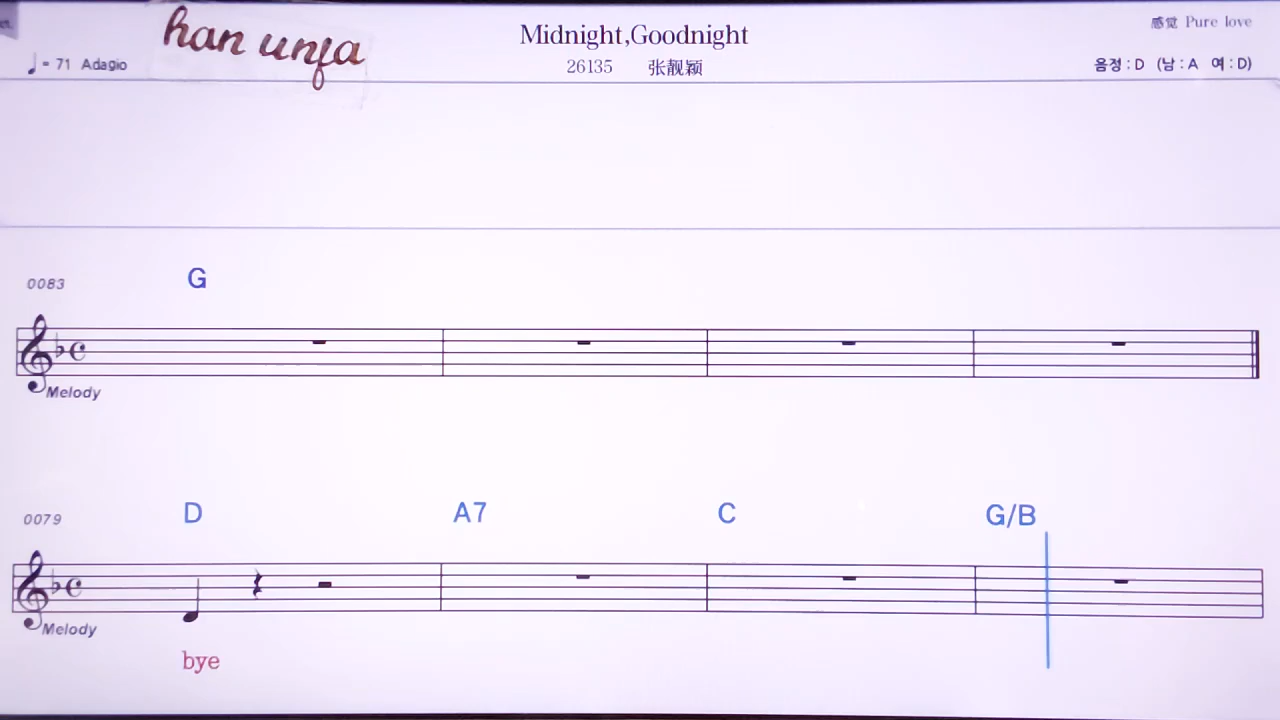 han unfa
Midnight,Goodnight
感觉 Pure love
= 71 Adagio
26135 张靓颖
음정 : D (남 : A 여 : D)
0083
G
Melody
0079
D A7 C G/B
Melody
bye